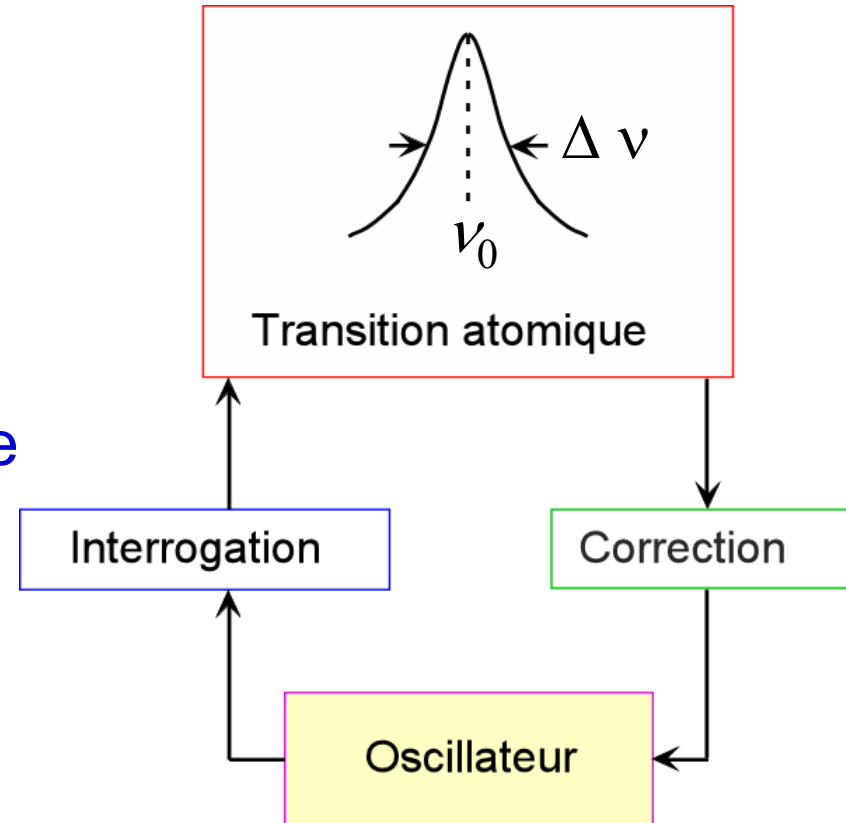 Δ ν
ν₀
Transition atomique
e
Interrogation
Correction
Oscillateur